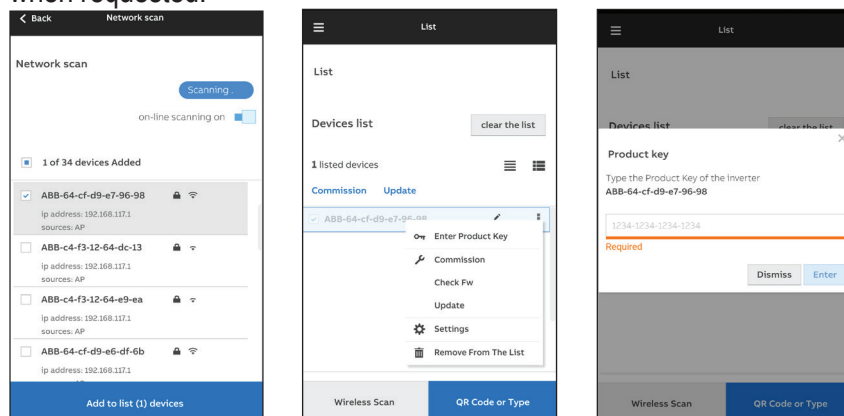 when requested.
Back Network scan
Network scan
Scanning .
on-line scanning on
1 of 34 devices Added
ABB-64-cf-d9-e7-96-98
ip address: 192.168.117.1
sources: AP
ABB-c4-f3-12-64-dc-13
ip address: 192.168.117.1
sources: AP
ABB-c4-f3-12-64-e9-ea
ip address: 192.168.117.1
sources: AP
ABB-64-cf-d9-e6-df-6b
ip address: 192.168.117.1
Add to list (1) devices
List
List
Devices list clear the list
1 listed devices
Commission Update
ABB-64-cf-d9-e7-96-98
Enter Product Key
Commission
Check Fw
Update
Settings
Remove From The List
Wireless Scan QR Code or Type
List
List
Devices list clear the list
Product key
Type the Product Key of the inverter
ABB-64-cf-d9-e7-96-98
1234-1234-1234-1234
Required
Dismiss Enter
Wireless Scan QR Code or Type